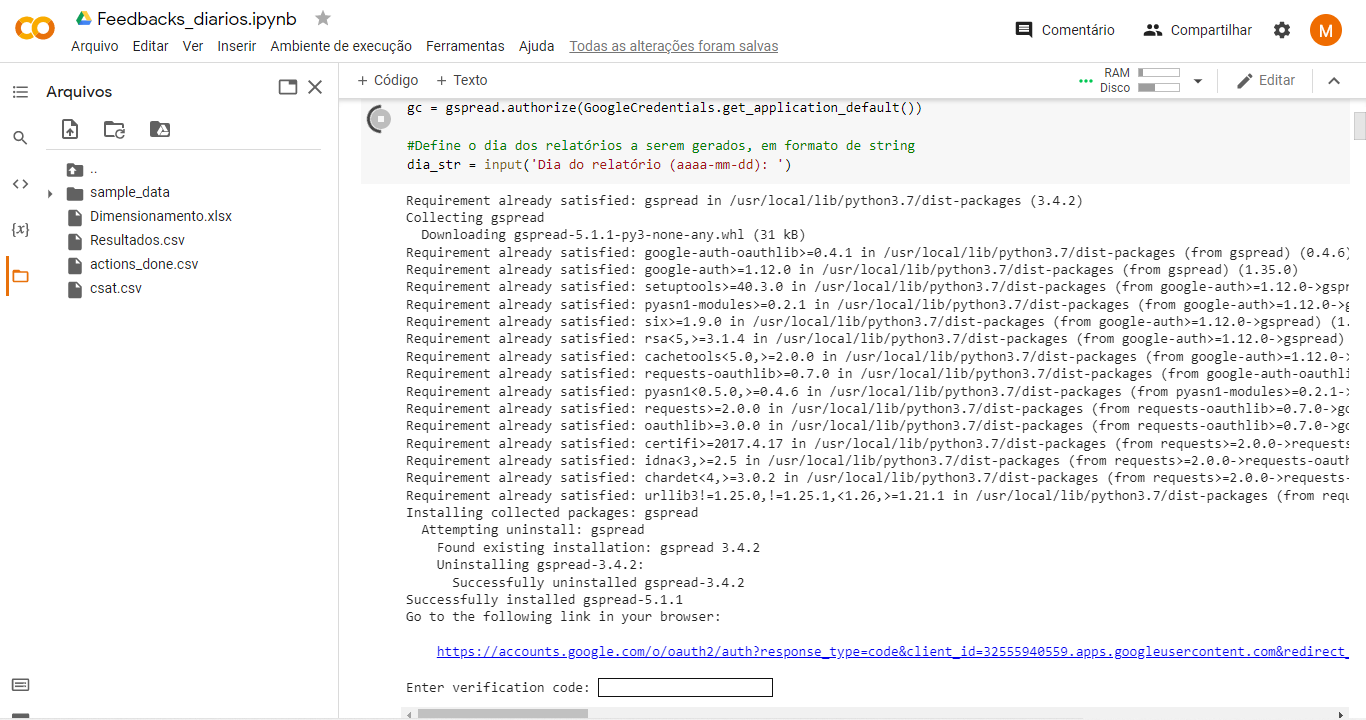 Feedbacks_diarios.ipynb
Arquivo Editar Ver Inserir Ambiente de execução Ferramentas Ajuda Todas as alterações foram salvas
Comentário
Compartilhar
M
Arquivos
+ Código + Texto
RAM
Disco
Editar
..
sample_data
Dimensionamento.xlsx
Resultados.csv
actions_done.csv
csat.csv
{x}
gc = gspread.authorize(GoogleCredentials.get_application_default())
#Define o dia dos relatórios a serem gerados, em formato de string
dia_str = input('Dia do relatório (aaaa-mm-dd): ')
Requirement already satisfied: gspread in /usr/local/lib/python3.7/dist-packages (3.4.2)
Collecting gspread
Downloading gspread-5.1.1-py3-none-any.whl (31 kB)
Requirement already satisfied: google-auth-oauthlib>=0.4.1 in /usr/local/lib/python3.7/dist-packages (from gspread) (0.4.6)
Requirement already satisfied: google-auth>=1.12.0 in /usr/local/lib/python3.7/dist-packages (from gspread) (1.35.0)
Requirement already satisfied: setuptools>=40.3.0 in /usr/local/lib/python3.7/dist-packages (from google-auth>=1.12.0->gspr
Requirement already satisfied: pyasn1-modules>=0.2.1 in /usr/local/lib/python3.7/dist-packages (from google-auth>=1.12.0->g
Requirement already satisfied: six>=1.9.0 in /usr/local/lib/python3.7/dist-packages (from google-auth>=1.12.0->gspread) (1.
Requirement already satisfied: rsa<5,>=3.1.4 in /usr/local/lib/python3.7/dist-packages (from google-auth>=1.12.0->gspread)
Requirement already satisfied: cachetools<5.0,>=2.0.0 in /usr/local/lib/python3.7/dist-packages (from google-auth>=1.12.0->
Requirement already satisfied: requests-oauthlib>=0.7.0 in /usr/local/lib/python3.7/dist-packages (from google-auth-oauthli
Requirement already satisfied: pyasn1<0.5.0,>=0.4.6 in /usr/local/lib/python3.7/dist-packages (from pyasn1-modules>=0.2.1->
Requirement already satisfied: requests>=2.0.0 in /usr/local/lib/python3.7/dist-packages (from requests-oauthlib>=0.7.0->go
Requirement already satisfied: oauthlib>=3.0.0 in /usr/local/lib/python3.7/dist-packages (from requests-oauthlib>=0.7.0->go
Requirement already satisfied: certifi>=2017.4.17 in /usr/local/lib/python3.7/dist-packages (from requests>=2.0.0->requests
Requirement already satisfied: idna<3,>=2.5 in /usr/local/lib/python3.7/dist-packages (from requests>=2.0.0->requests-oauth
Requirement already satisfied: chardet<4,>=3.0.2 in /usr/local/lib/python3.7/dist-packages (from requests>=2.0.0->requests-
Requirement already satisfied: urllib3!=1.25.0,!=1.25.1,<1.26,>=1.21.1 in /usr/local/lib/python3.7/dist-packages (from requ
Installing collected packages: gspread
Attempting uninstall: gspread
Found existing installation: gspread 3.4.2
Uninstalling gspread-3.4.2:
Successfully uninstalled gspread-3.4.2
Successfully installed gspread-5.1.1
Go to the following link in your browser:
https://accounts.google.com/o/oauth2/auth?response_type=code&client_id=32555940559.apps.googleusercontent.com&redirect_
Enter verification code: